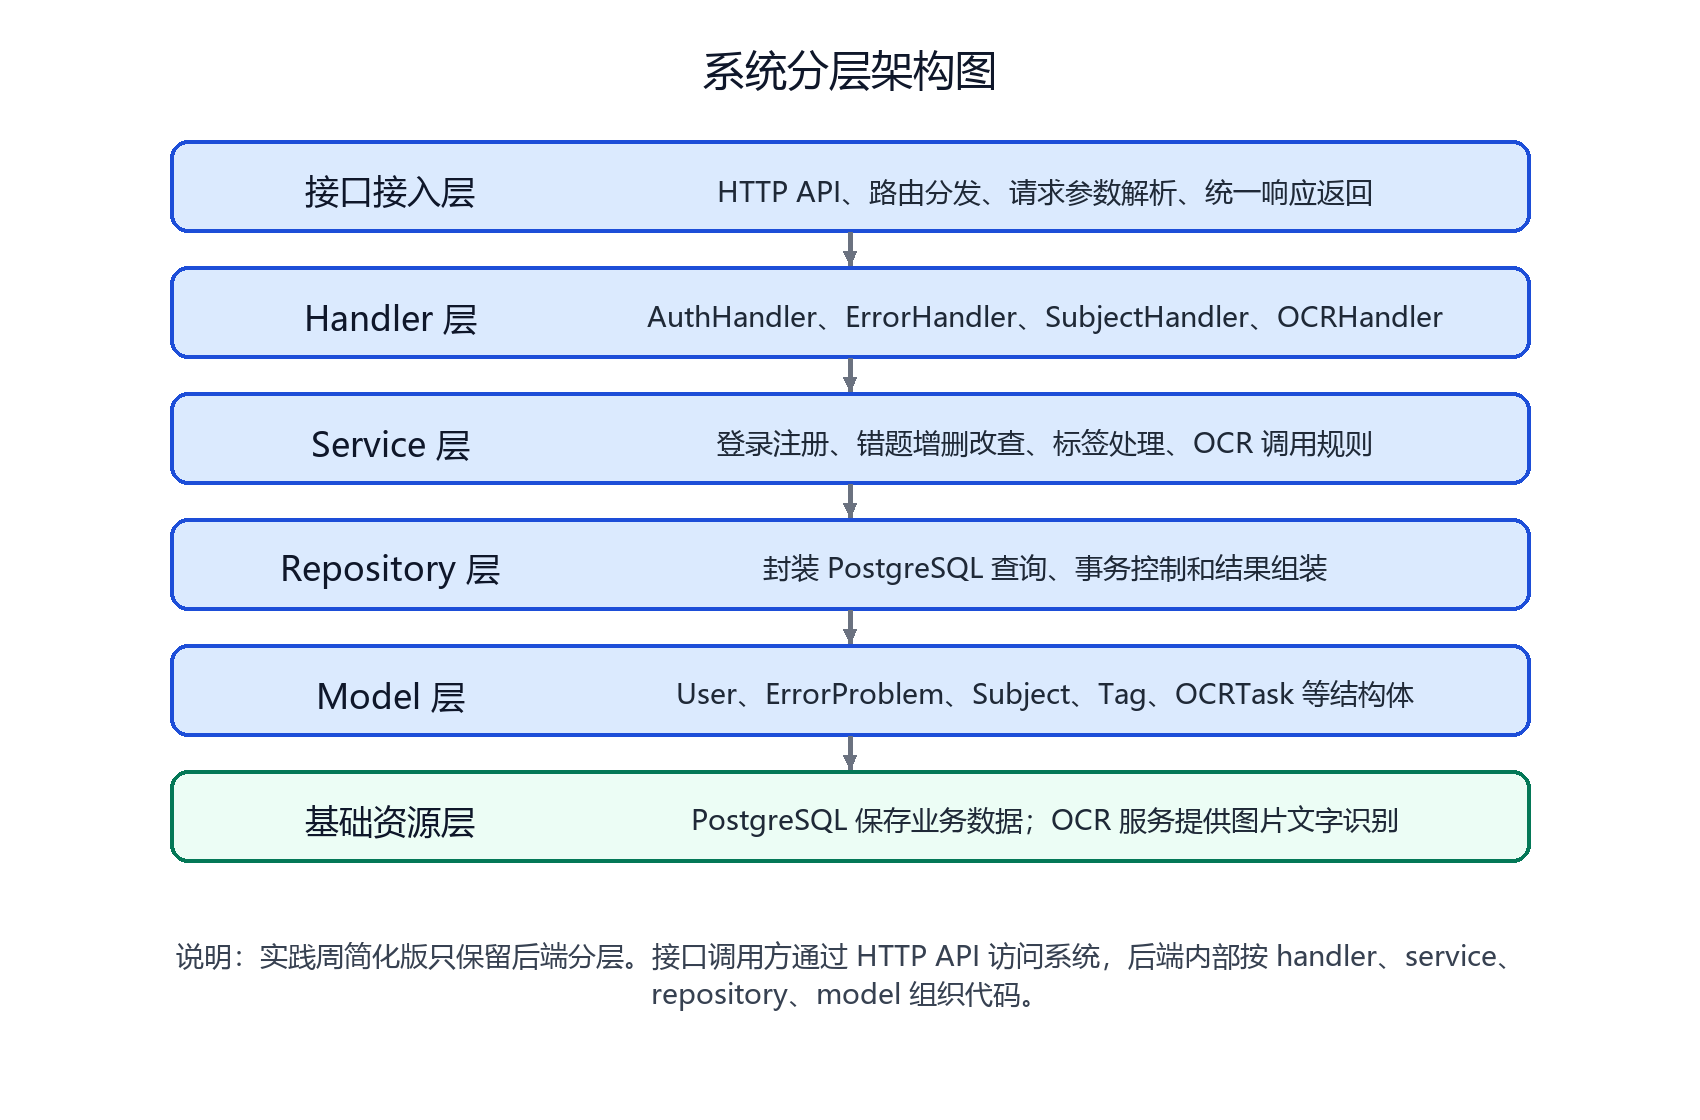 系统分层架构图
接口接入层
HTTP API、路由分发、请求参数解析、统一响应返回
Handler 层
AuthHandler、ErrorHandler、SubjectHandler、OCRHandler
Service 层
登录注册、错题增删改查、标签处理、OCR 调用规则
Repository 层
封装 PostgreSQL 查询、事务控制和结果组装
Model 层
User、ErrorProblem、Subject、Tag、OCRTask 等结构体
基础资源层
PostgreSQL 保存业务数据；OCR 服务提供图片文字识别
说明：实践周简化版只保留后端分层。接口调用方通过 HTTP API 访问系统，后端内部按 handler、service、
repository、model 组织代码。